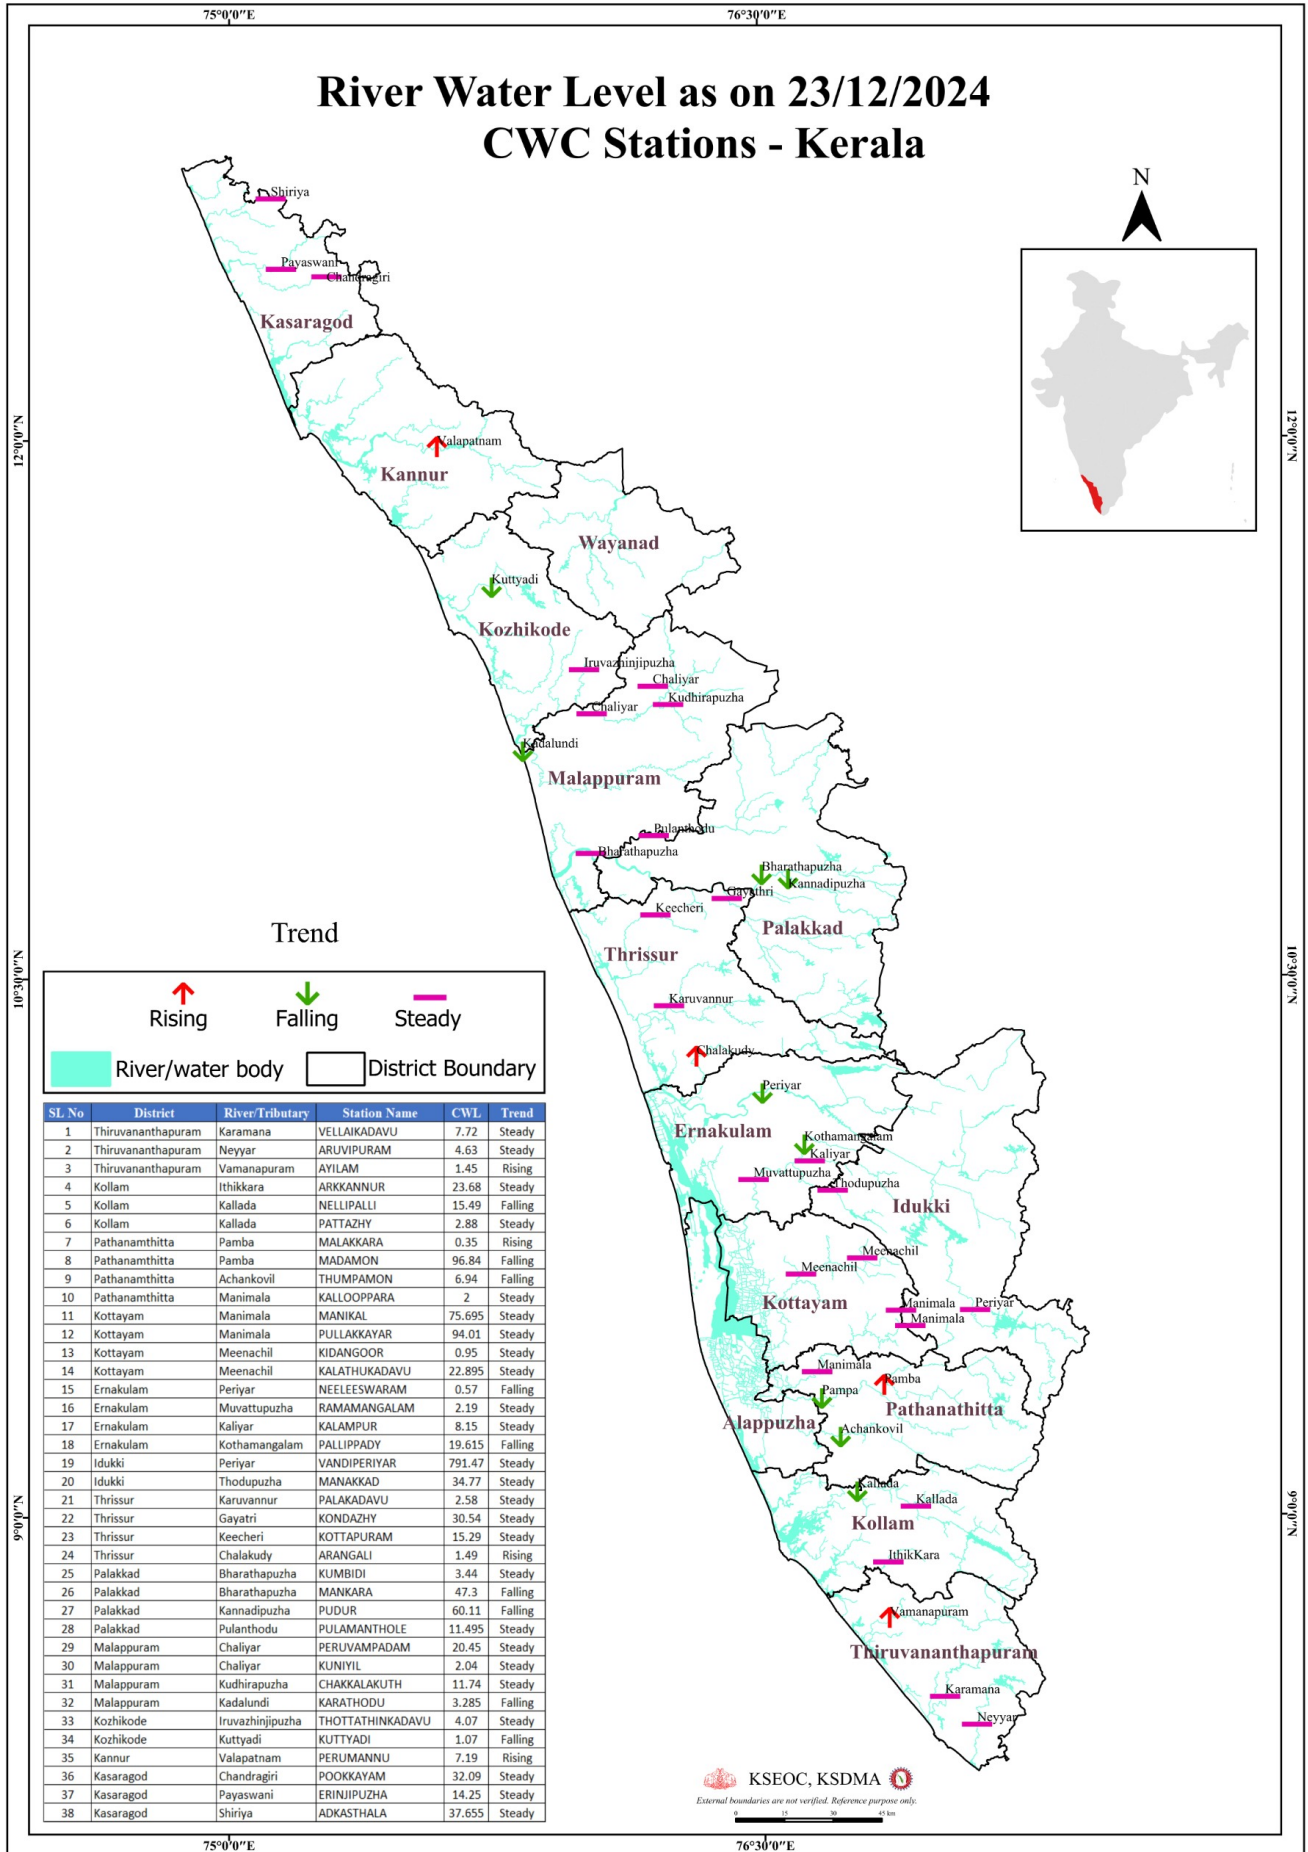 75°0'0"E 76°30'0"E
River Water Level as on 23/12/2024
CWC Stations - Kerala
N
Shiriya
Payaswani
Chandragiri
Kasaragod
12°0'0"N 12°0'0"N
Valapatnam
Kannur
Wayanad
Kuttyadi
Kozhikode
Iruvazhinjipuzha
Chaliyar
Kudhirapuzha
Chaliyar
Kadalundi
Malappuram
Pulanthodu
Bharathapuzha
Bharathapuzha
Kannadipuzha
Gayathri
Keecheri
Palakkad
Thrissur
10°30'0"N 10°30'0"N
Karuvannur
Chalakudy
Periyar
Ernakulam
Kothamangalam
Kaliyar
Muvattupuzha
Thodupuzha
Idukki
Meenachil
Meenachil
Kottayam
Manimala
Periyar
Manimala
Manimala
Pamba
Pampa
Pathanathitta
Alappuzha
Achankovil
Kallada
Kallada
Kollam
9°0'0"N 9°0'0"N
IthikKara
Vamanapuram
Thiruvananthapuram
Karamana
Neyyar
Trend
Rising Falling Steady
River/water body District Boundary
SL No District River/Tributary Station Name CWL Trend
1 Thiruvananthapuram Karamana VELLAIKADAVU 7.72 Steady
2 Thiruvananthapuram Neyyar ARUVIPURAM 4.63 Steady
3 Thiruvananthapuram Vamanapuram AYILAM 1.45 Rising
4 Kollam Ithikkara ARKKANNUR 23.68 Steady
5 Kollam Kallada NELLIPALLI 15.49 Falling
6 Kollam Kallada PATTAZHY 2.88 Steady
7 Pathanamthitta Pamba MALAKKARA 0.35 Rising
8 Pathanamthitta Pamba MADAMON 96.84 Falling
9 Pathanamthitta Achankovil THUMPAMON 6.94 Falling
10 Pathanamthitta Manimala KALLOOPPARA 2 Steady
11 Kottayam Manimala MANIKAL 75.695 Steady
12 Kottayam Manimala PULLAKKAYAR 94.01 Steady
13 Kottayam Meenachil KIDANGOOR 0.95 Steady
14 Kottayam Meenachil KALATHUKADAVU 22.895 Steady
15 Ernakulam Periyar NEELEESWARAM 0.57 Falling
16 Ernakulam Muvattupuzha RAMAMANGALAM 2.19 Steady
17 Ernakulam Kaliyar KALAMPUR 8.15 Steady
18 Ernakulam Kothamangalam PALLIPPADY 19.615 Falling
19 Idukki Periyar VANDIPERIYAR 791.47 Steady
20 Idukki Thodupuzha MANAKKAD 34.77 Steady
21 Thrissur Karuvannur PALAKADAVU 2.58 Steady
22 Thrissur Gayatri KONDAZHY 30.54 Steady
23 Thrissur Keecheri KOTTAPURAM 15.29 Steady
24 Thrissur Chalakudy ARANGALI 1.49 Rising
25 Palakkad Bharathapuzha KUMBIDI 3.44 Steady
26 Palakkad Bharathapuzha MANKARA 47.3 Falling
27 Palakkad Kannadipuzha PUDUR 60.11 Falling
28 Palakkad Pulanthodu PULAMANTHOLE 11.495 Steady
29 Malappuram Chaliyar PERUVAMPADAM 20.45 Steady
30 Malappuram Chaliyar KUNIYIL 2.04 Steady
31 Malappuram Kudhirapuzha CHAKKALAKUTH 11.74 Steady
32 Malappuram Kadalundi KARATHODU 3.285 Falling
33 Kozhikode Iruvazhinjipuzha THOTTATHINKADAVU 4.07 Steady
34 Kozhikode Kuttyadi KUTTYADI 1.07 Falling
35 Kannur Valapatnam PERUMANNU 7.19 Rising
36 Kasaragod Chandragiri POOKKAYAM 32.09 Steady
37 Kasaragod Payaswani ERINJIPUZHA 14.25 Steady
38 Kasaragod Shiriya ADKASTHALA 37.655 Steady
KSEOC, KSDMA
External boundaries are not verified. Reference purpose only.
0 15 30 45 km
75°0'0"E 76°30'0"E